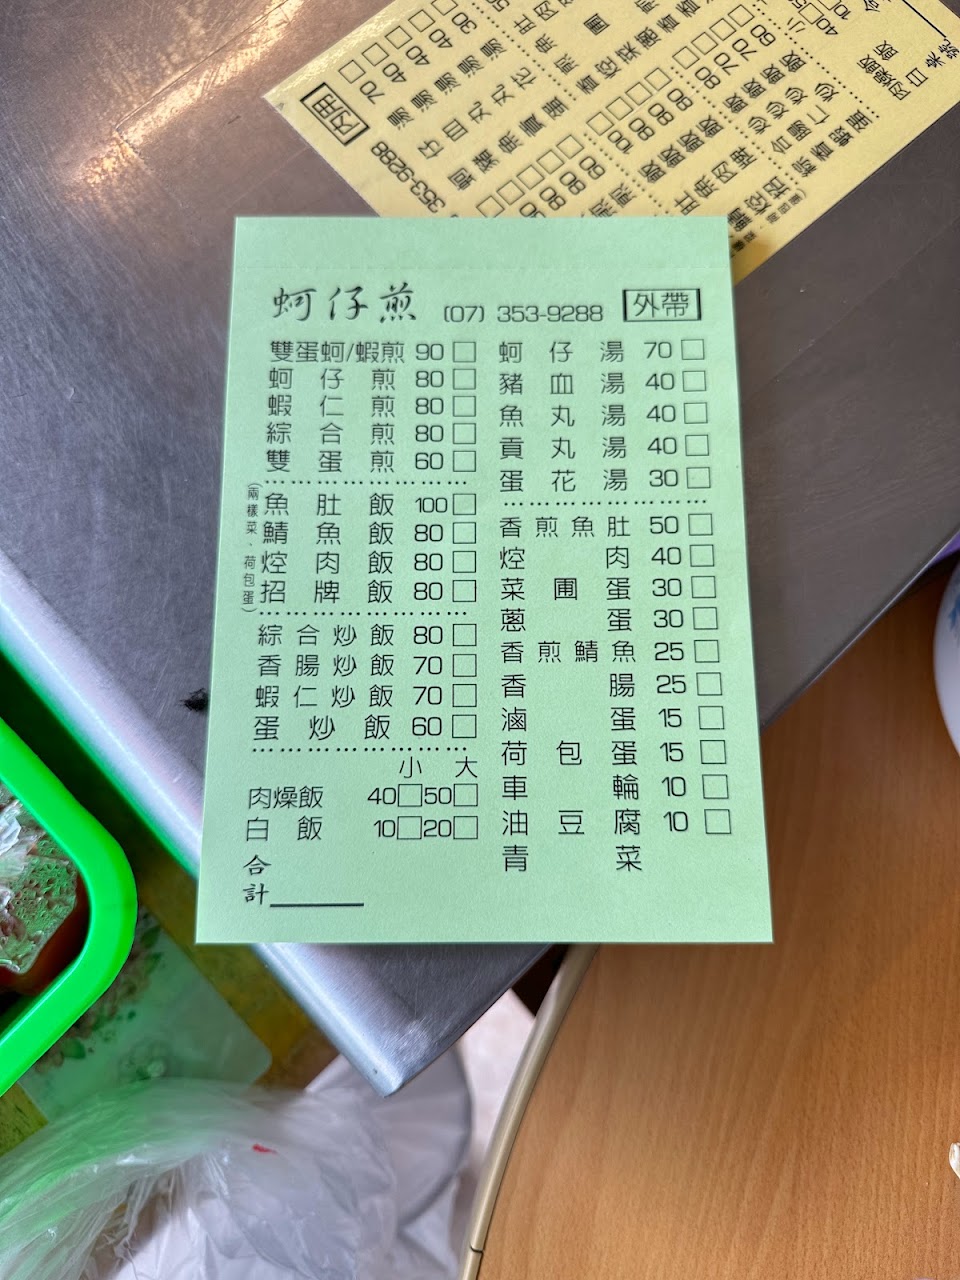 蚵仔煎 (07) 353-9288 外帶
雙蛋蚵/蝦煎 90 □
蚵仔煎 80 □
蝦仁煎 80 □
綜合煎 80 □
雙蛋煎 60 □
(兩樣菜、荷包蛋)
魚肚飯 100 □
鯖魚飯 80 □
焢肉飯 80 □
招牌飯 80 □
綜合炒飯 80 □
香腸炒飯 70 □
蝦仁炒飯 70 □
蛋炒飯 60 □
小 大
肉燥飯 40 □ 50 □
白飯 10 □ 20 □
合計
蚵仔湯 70 □
豬血湯 40 □
魚丸湯 40 □
貢丸湯 40 □
蛋花湯 30 □
香煎魚肚 50 □
焢肉 40 □
菜圃蛋 30 □
蔥蛋 30 □
香煎鯖魚 25 □
香腸 25 □
滷蛋 15 □
荷包蛋 15 □
車輪 10 □
油豆腐 10 □
青菜
內用
353-9288